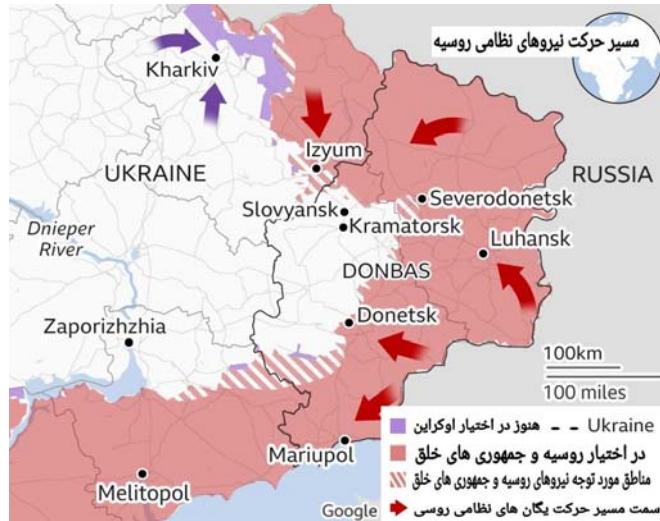 مسیر حرکت نیروهای نظامی روسیه
Kharkiv
Izyum
UKRAINE
RUSSIA
Slovyansk
Severodonetsk
Kramatorsk
Dnieper
River
Luhansk
DONBAS
Donetsk
Zaporizhzhia
100km
100 miles
Mariupol
Melitopol
Google
هنوز در اختیار اوکراین
Ukraine
در اختیار روسیه و جمهوری های خلق
مناطق مورد توجه نیروهای روسیه و جمهوری های خلق
سمت مسیر حرکت یگان های نظامی روسی